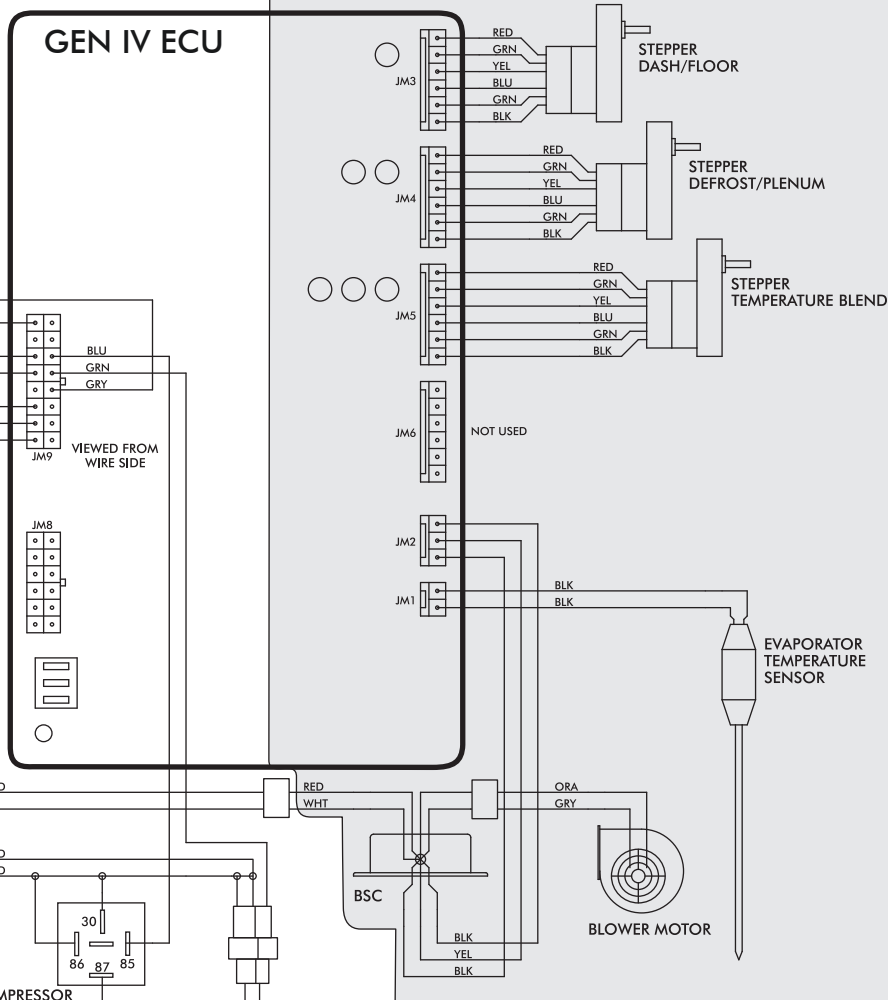 GEN IV ECU
RED
GRN
YEL
BLU
GRN
BLK
JM3
STEPPER
DASH/FLOOR
RED
GRN
YEL
BLU
GRN
BLK
JM4
STEPPER
DEFROST/PLENUM
RED
GRN
YEL
BLU
GRN
BLK
JM5
STEPPER
TEMPERATURE BLEND
BLU
GRN
GRY
JM9
VIEWED FROM
WIRE SIDE
JM6
NOT USED
JM8
JM2
JM1
BLK
BLK
EVAPORATOR
TEMPERATURE
SENSOR
D
RED
WHT
ORA
GRY
D
D
BSC
BLOWER MOTOR
30
86
87
85
BLK
YEL
BLK
MPRESSOR